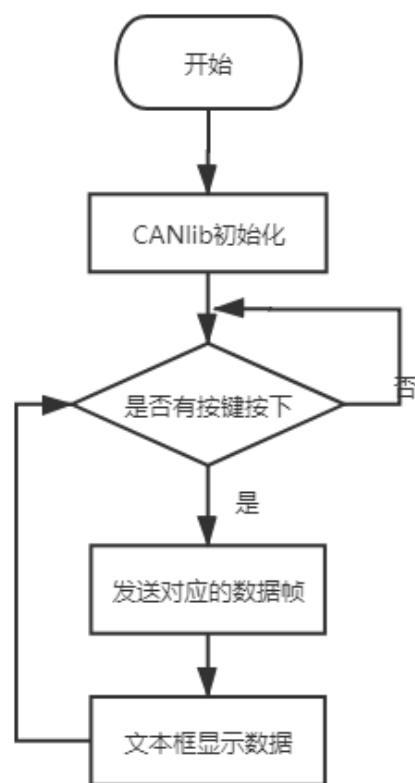 开始
CANlib初始化
是否有按键按下
否
是
发送对应的数据帧
文本框显示数据